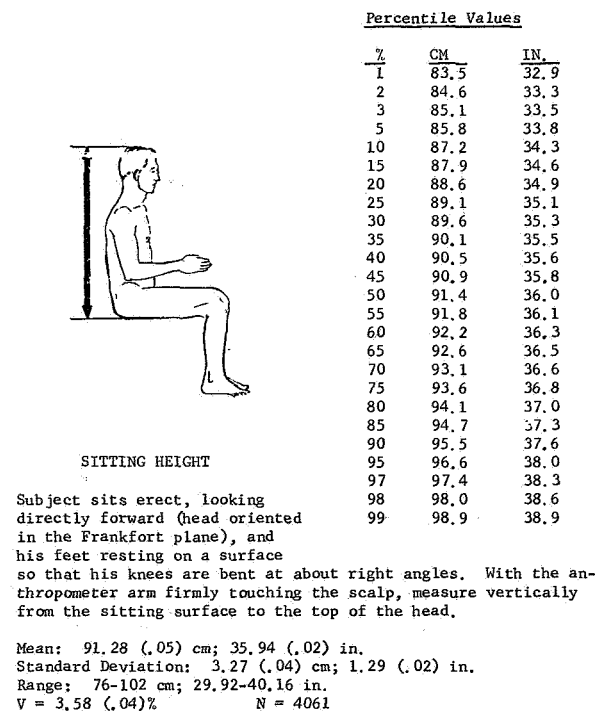 Percentile Values
% CM IN.
1 83.5 32.9
2 84.6 33.3
3 85.1 33.5
5 85.8 33.8
10 87.2 34.3
15 87.9 34.6
20 88.6 34.9
25 89.1 35.1
30 89.6 35.3
35 90.1 35.5
40 90.5 35.6
45 90.9 35.8
50 91.4 36.0
55 91.8 36.1
60 92.2 36.3
65 92.6 36.5
70 93.1 36.6
75 93.6 36.8
80 94.1 37.0
85 94.7 37.3
90 95.5 37.6
95 96.6 38.0
97 97.4 38.3
98 98.0 38.6
99 98.9 38.9
SITTING HEIGHT
Subject sits erect, looking
directly forward (head oriented
in the Frankfort plane), and
his feet resting on a surface
so that his knees are bent at about right angles. With the an-
thropometer arm firmly touching the scalp, measure vertically
from the sitting surface to the top of the head.
Mean: 91.28 (.05) cm; 35.94 (.02) in.
Standard Deviation: 3.27 (.04) cm; 1.29 (.02) in.
Range: 76-102 cm; 29.92-40.16 in.
V = 3.58 (.04)% N = 4061